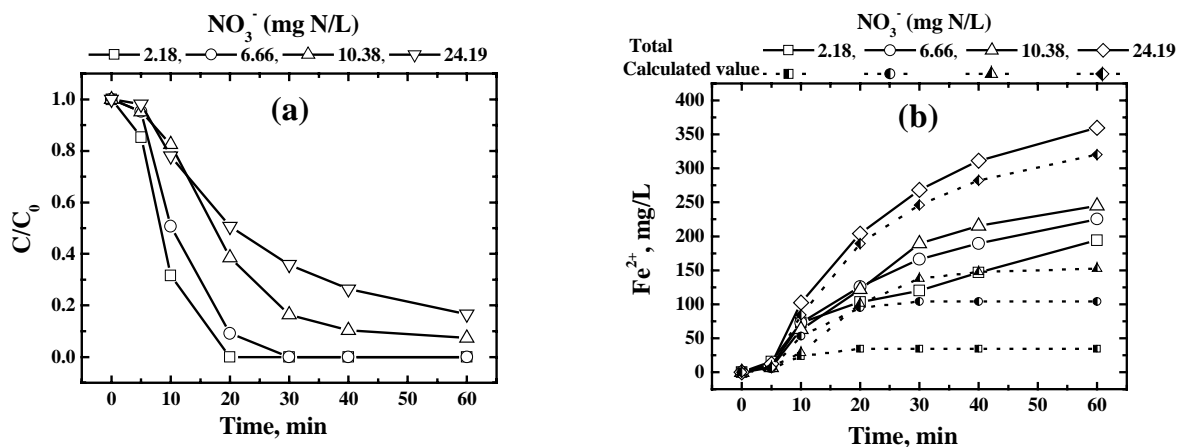 NO₃⁻ (mg N/L)
2.18, 6.66, 10.38, 24.19
(a)
C/C₀
1.0
0.8
0.6
0.4
0.2
0.0
0 10 20 30 40 50 60
Time, min
NO₃⁻ (mg N/L)
Total 2.18, 6.66, 10.38, 24.19
Calculated value
(b)
Fe²⁺, mg/L
400
350
300
250
200
150
100
50
0
0 10 20 30 40 50 60
Time, min